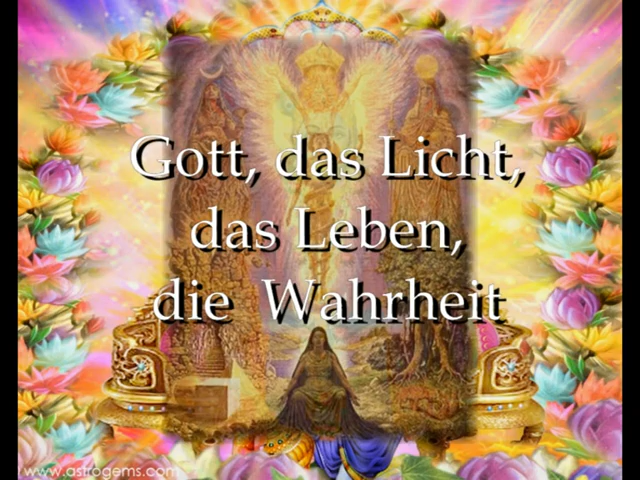 Gott, das Licht,
das Leben,
die Wahrheit
www.astrogems.com